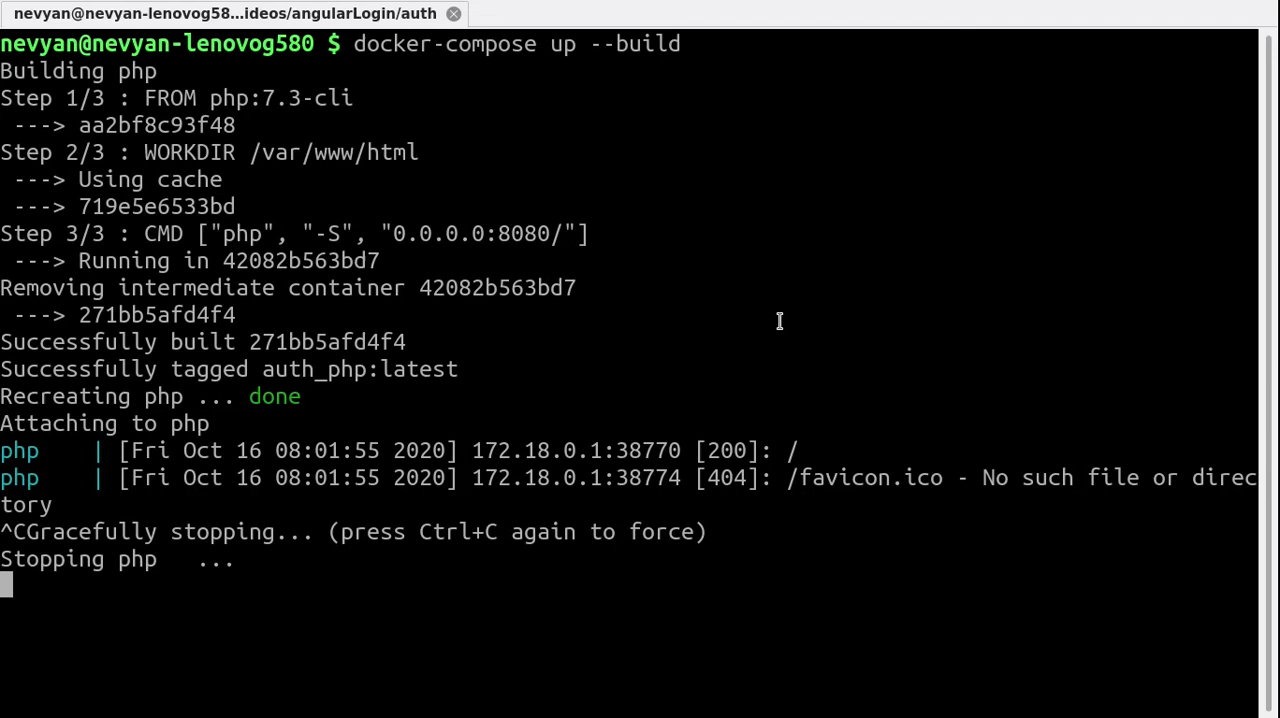 nevyan@nevyan-lenovog58...ideos/angularLogin/auth
nevyan@nevyan-lenovog580 $ docker-compose up --build
Building php
Step 1/3 : FROM php:7.3-cli
 ---> aa2bf8c93f48
Step 2/3 : WORKDIR /var/www/html
 ---> Using cache
 ---> 719e5e6533bd
Step 3/3 : CMD ["php", "-S", "0.0.0.0:8080/"]
 ---> Running in 42082b563bd7
Removing intermediate container 42082b563bd7
 ---> 271bb5afd4f4
Successfully built 271bb5afd4f4
Successfully tagged auth_php:latest
Recreating php ... done
Attaching to php
php    | [Fri Oct 16 08:01:55 2020] 172.18.0.1:38770 [200]: /
php    | [Fri Oct 16 08:01:55 2020] 172.18.0.1:38774 [404]: /favicon.ico - No such file or direc
tory
^CGracefully stopping... (press Ctrl+C again to force)
Stopping php   ...